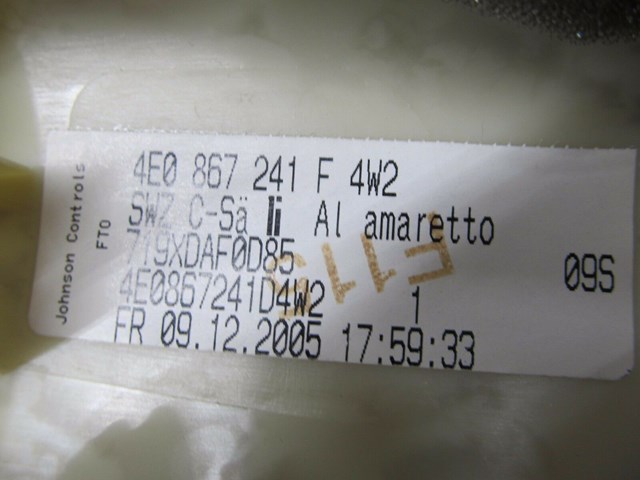 Johnson Controls
FTO
4E0 867 241 F 4W2
SWZ C-Sä li Al amaretto
719XDAF0D85
09S
4E0867241D4W2 1
FR 09.12.2005 17:59:33